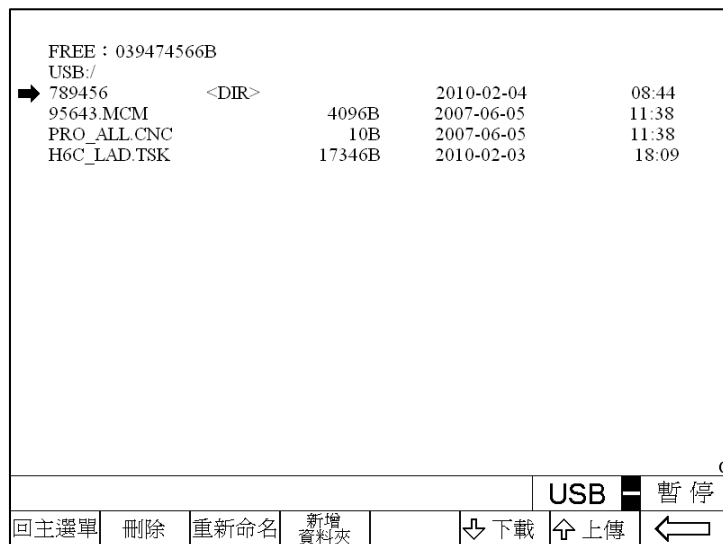 FREE：039474566B
USB:/
789456 <DIR> 2010-02-04 08:44
95643.MCM 4096B 2007-06-05 11:38
PRO_ALL.CNC 10B 2007-06-05 11:38
H6C_LAD.TSK 17346B 2010-02-03 18:09
USB 暫停
回主選單 刪除 重新命名 新增資料夾 下載 上傳